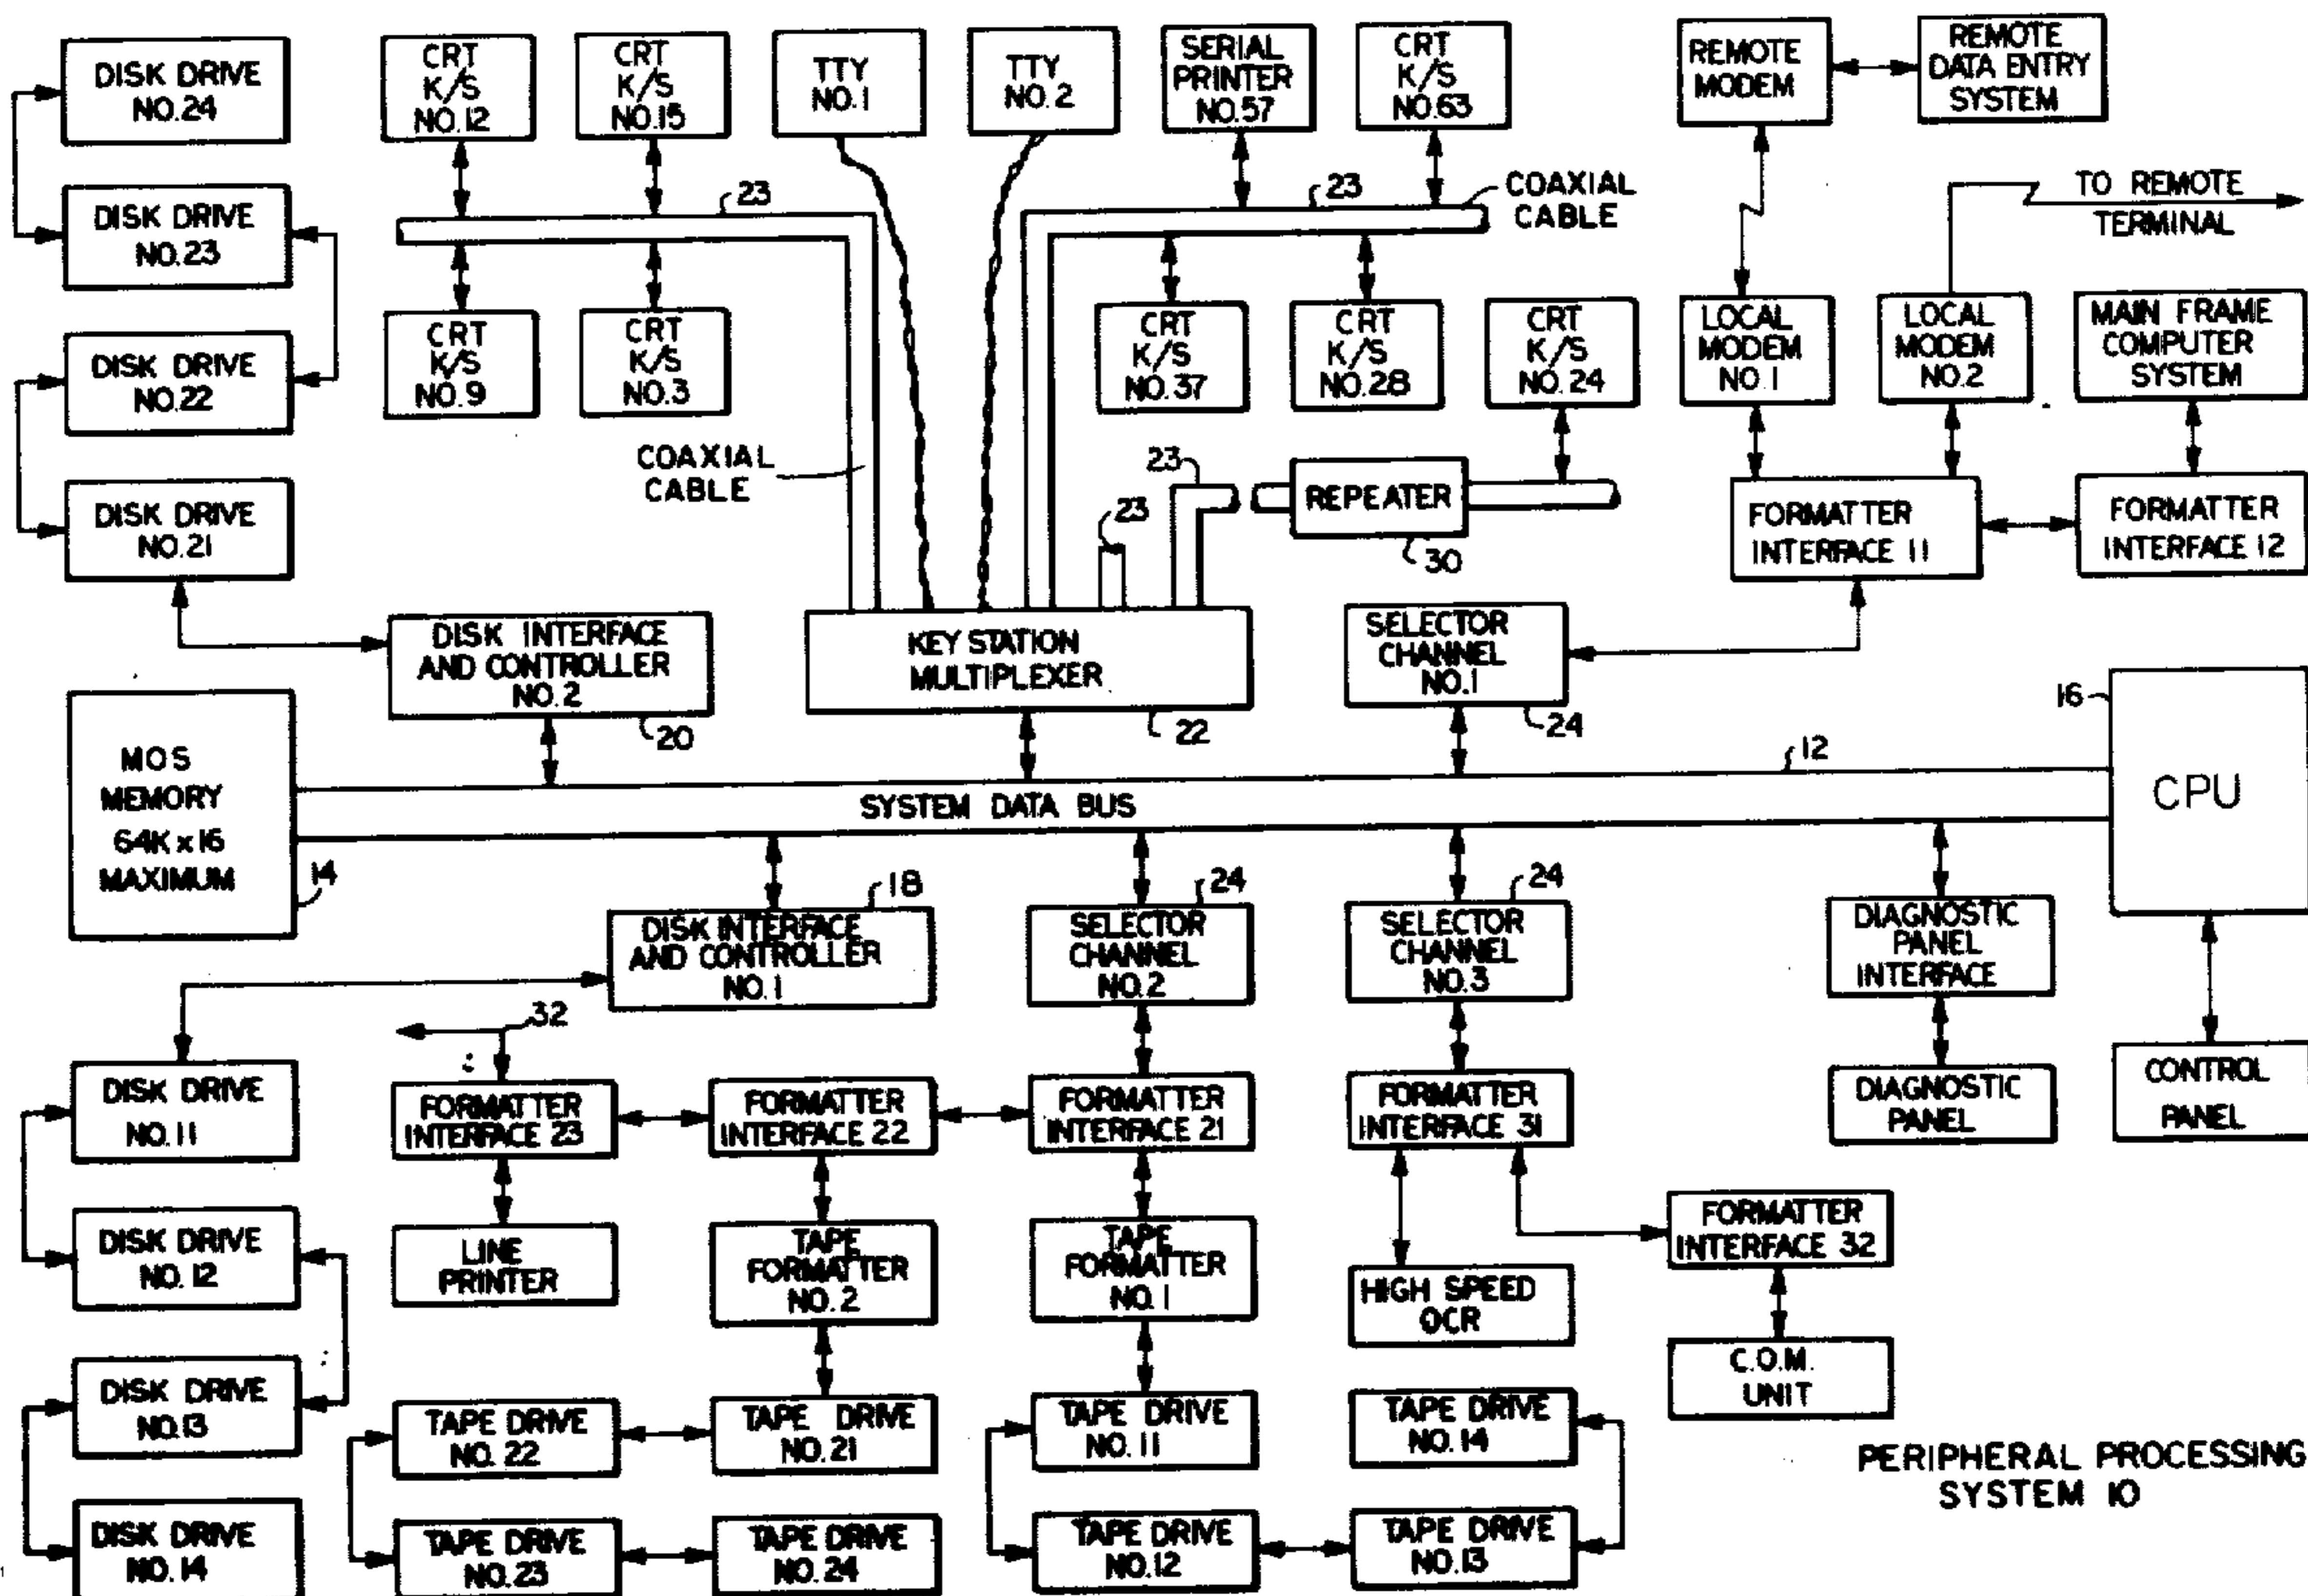 DISK DRIVE
NO.24
CRT
K/S
NO.12
CRT
K/S
NO.15
TTY
NO.1
TTY
NO.2
SERIAL
PRINTER
NO.57
CRT
K/S
NO.63
REMOTE
MODEM
REMOTE
DATA ENTRY
SYSTEM
DISK DRIVE
NO.23
23
23
COAXIAL
CABLE
TO REMOTE
TERMINAL
DISK DRIVE
NO.22
CRT
K/S
NO.9
CRT
K/S
NO.3
CRT
K/S
NO.37
CRT
K/S
NO.28
CRT
K/S
NO.24
LOCAL
MODEM
NO.1
LOCAL
MODEM
NO.2
MAIN FRAME
COMPUTER
SYSTEM
COAXIAL
CABLE
23
23
REPEATER
30
DISK DRIVE
NO.21
FORMATTER
INTERFACE 11
FORMATTER
INTERFACE 12
DISK INTERFACE
AND CONTROLLER
NO.2
20
KEY STATION
MULTIPLEXER
22
SELECTOR
CHANNEL
NO.1
24
16
CPU
MOS
MEMORY
64K x 16
MAXIMUM
14
SYSTEM DATA BUS
12
DISK INTERFACE
AND CONTROLLER
NO.1
18
SELECTOR
CHANNEL
NO.2
24
SELECTOR
CHANNEL
NO.3
24
DIAGNOSTIC
PANEL
INTERFACE
32
DISK DRIVE
NO.11
FORMATTER
INTERFACE 23
FORMATTER
INTERFACE 22
FORMATTER
INTERFACE 21
FORMATTER
INTERFACE 31
DIAGNOSTIC
PANEL
CONTROL
PANEL
DISK DRIVE
NO.12
LINE
PRINTER
TAPE
FORMATTER
NO.2
TAPE
FORMATTER
NO.1
HIGH SPEED
OCR
FORMATTER
INTERFACE 32
C.O.M.
UNIT
DISK DRIVE
NO.13
TAPE DRIVE
NO.22
TAPE DRIVE
NO.21
TAPE DRIVE
NO.11
TAPE DRIVE
NO.14
DISK DRIVE
NO.14
TAPE DRIVE
NO.23
TAPE DRIVE
NO.24
TAPE DRIVE
NO.12
TAPE DRIVE
NO.13
PERIPHERAL PROCESSING
SYSTEM 10